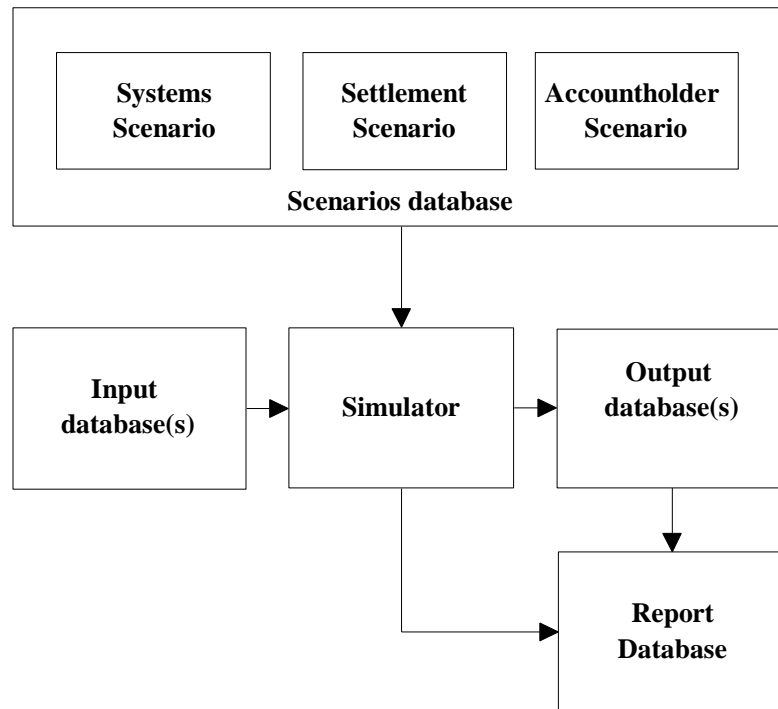 Systems
Scenario
Settlement
Scenario
Accountholder
Scenario
Scenarios database
Input
database(s)
Simulator
Output
database(s)
Report
Database